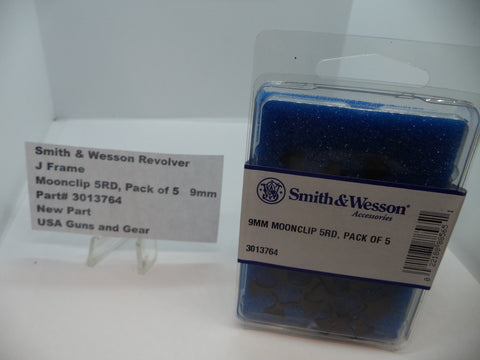 Smith & Wesson Revolver
J Frame
Moonclip 5RD, Pack of 5 9mm
Part# 3013764
New Part
USA Guns and Gear
Smith & Wesson®
Accessories
9MM MOONCLIP 5RD, PACK OF 5
3013764